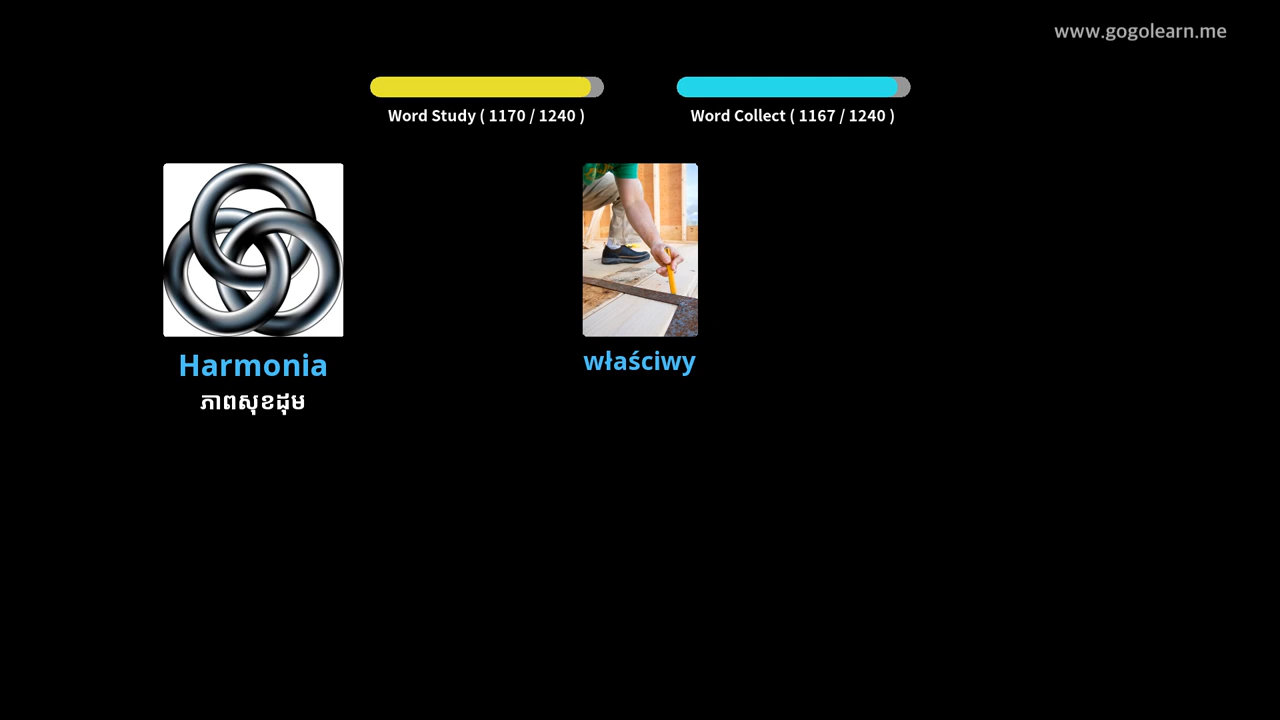 www.gogolearn.me
Word Study ( 1170 / 1240 )
Word Collect ( 1167 / 1240 )
Harmonia
ភាពសុខដុម
właściwy